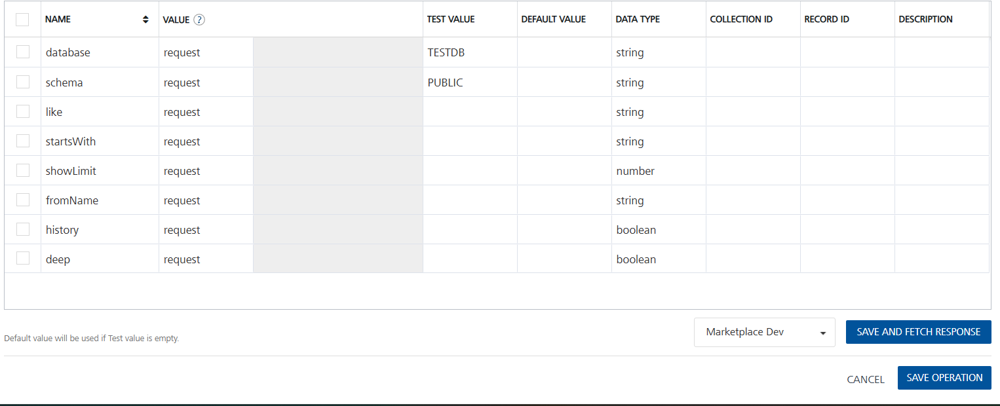 NAME VALUE ? TEST VALUE DEFAULT VALUE DATA TYPE COLLECTION ID RECORD ID DESCRIPTION
database request TESTDB string
schema request PUBLIC string
like request string
startsWith request string
showLimit request number
fromName request string
history request boolean
deep request boolean
Marketplace Dev SAVE AND FETCH RESPONSE
Default value will be used if Test value is empty.
CANCEL SAVE OPERATION